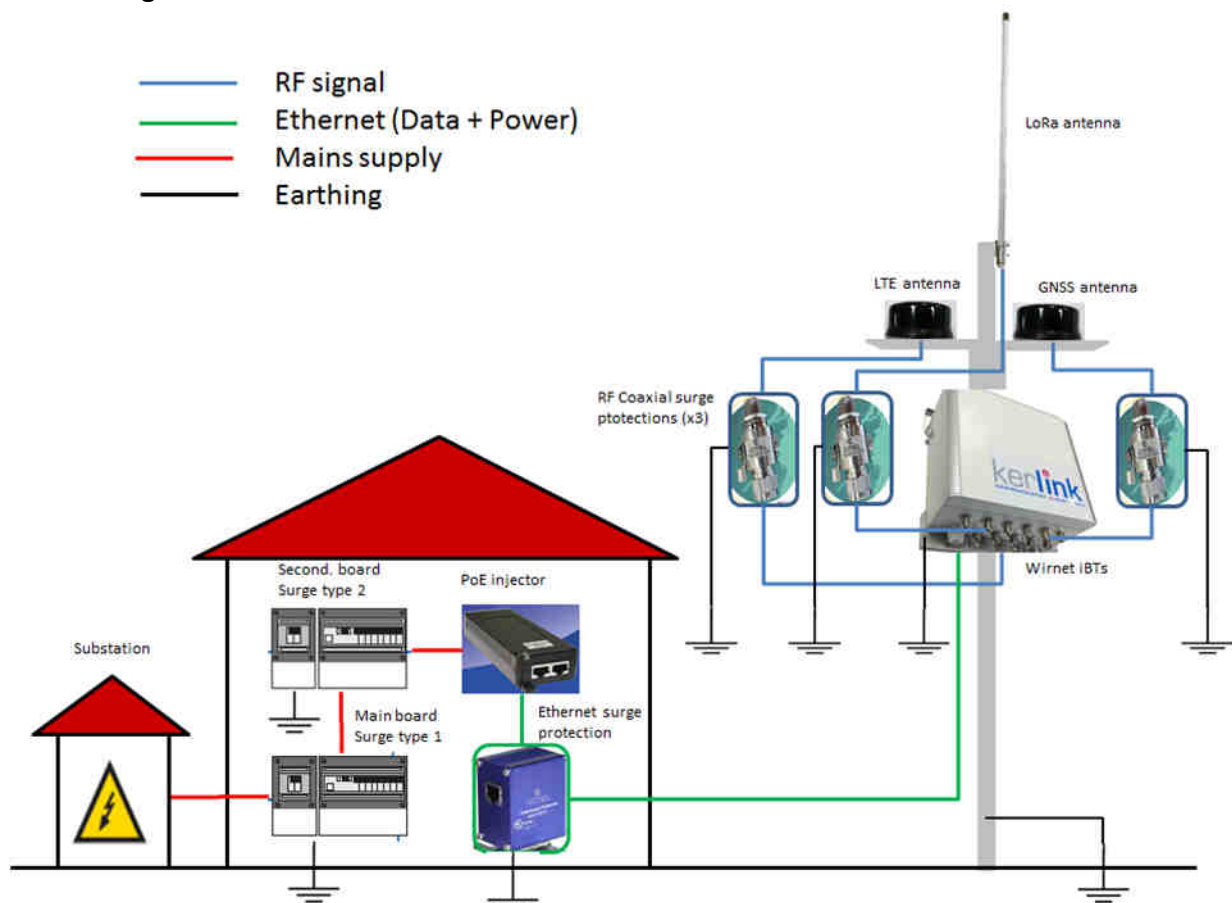 RF signal
Ethernet (Data + Power)
Mains supply
Earthing
LoRa antenna
LTE antenna
GNSS antenna
RF Coaxial surge
ptotections (x3)
kerlink
Wirnet iBTs
Second. board
Surge type 2
PoE injector
Substation
Main board
Surge type 1
Ethernet surge
protection